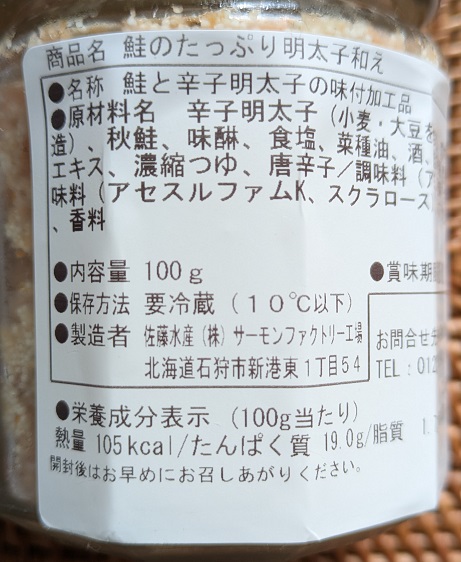 商品名 鮭のたっぷり明太子和え
●名称 鮭と辛子明太子の味付加工品
●原材料名 辛子明太子(小麦・大豆を
造)、秋鮭、味醂、食塩、菜種油、酒、
エキス、濃縮つゆ、唐辛子/調味料(ア
味料(アセスルファムK、スクラロース)
、香料
●内容量 100g ●賞味期
●保存方法 要冷蔵(10℃以下)
●製造者 佐藤水産(株)サーモンファクトリー工場
北海道石狩市新港東1丁目54
お問合せ
TEL:012
●栄養成分表示(100g当たり)
熱量 105kcal/たんぱく質 19.0g/脂質 1.
開封後はお早めにお召しあがりください。